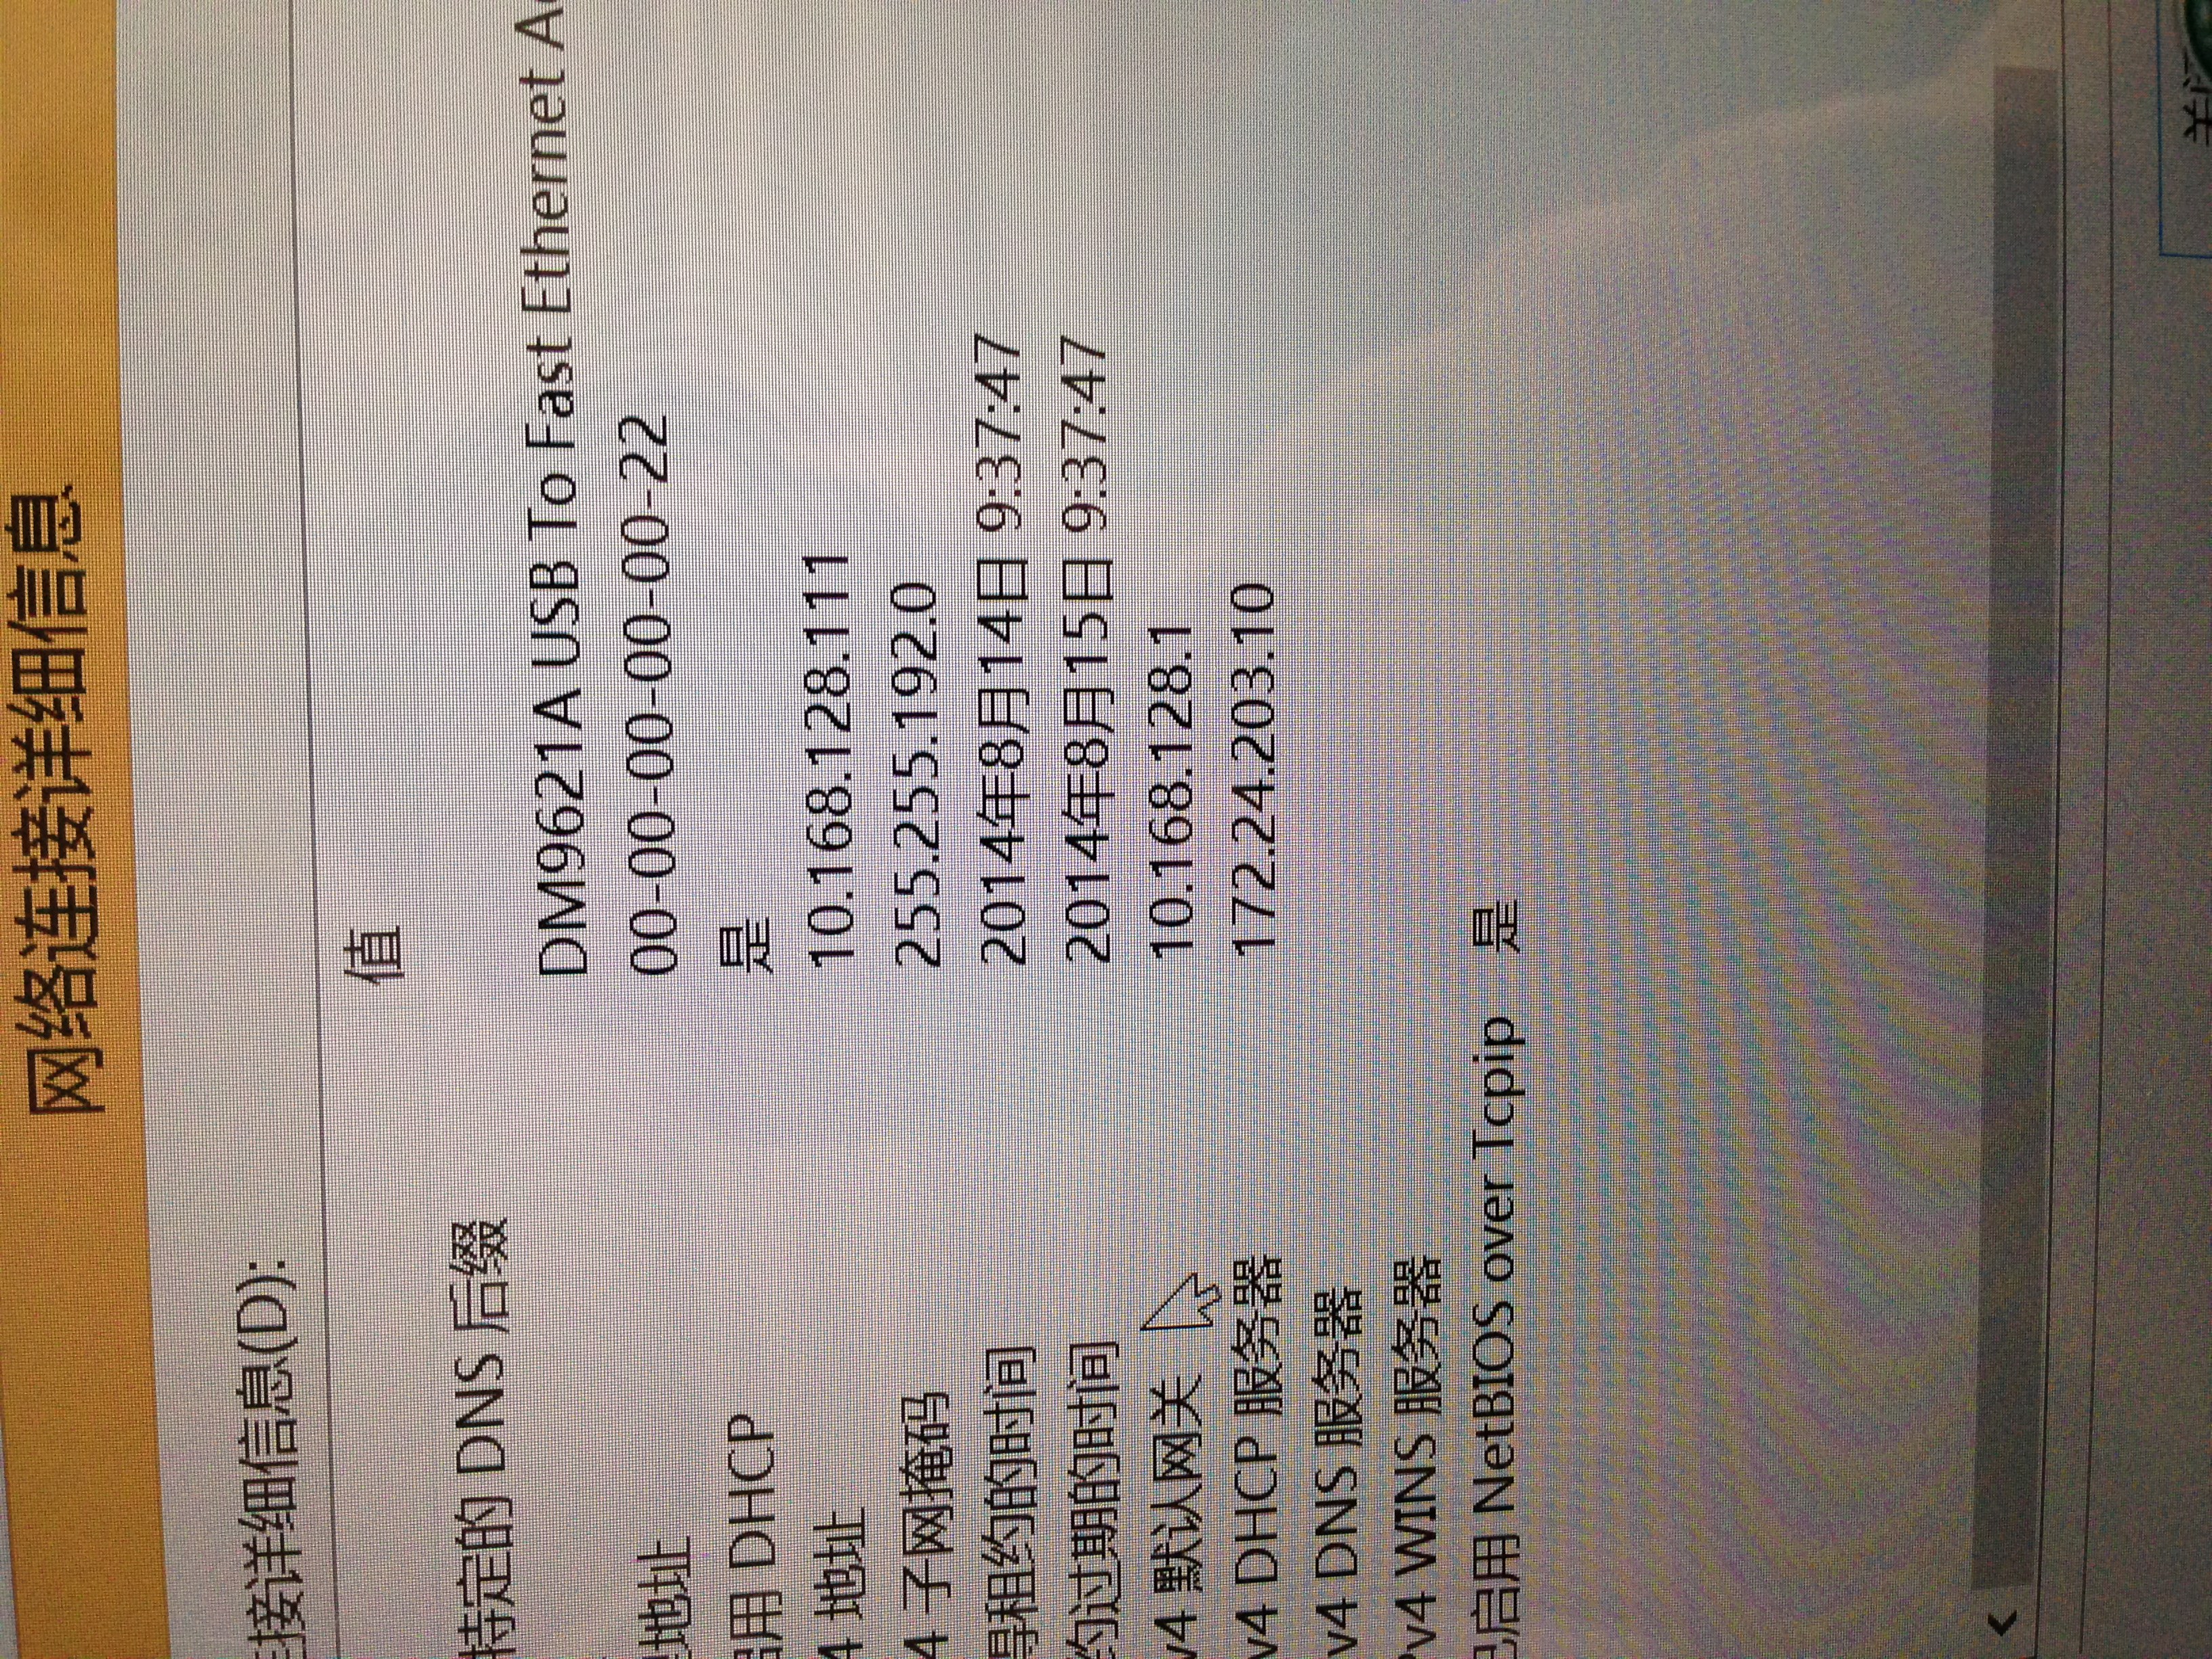 网络连接详细信息
接详细信息(D):
值
特定的 DNS 后缀
DM9621A USB To Fast Ethernet A
地址 00-00-00-00-00-22
启用 DHCP 是
4 地址 10.168.128.111
4 子网掩码 255.255.192.0
得租约的时间 2014年8月14日 9:37:47
约过期的时间 2014年8月15日 9:37:47
v4 默认网关 10.168.128.1
v4 DHCP 服务器 172.24.203.10
v4 DNS 服务器
Pv4 WINS 服务器
已启用 NetBIOS over Tcpip 是
关闭